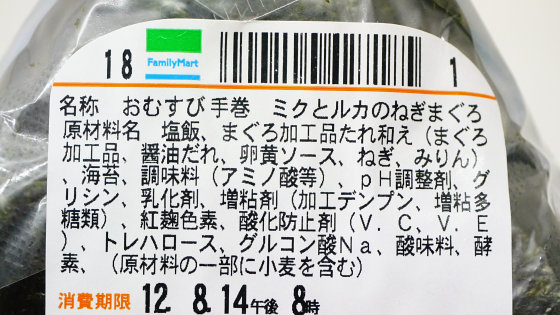 18 FamilyMart 1
名称 おむすび 手巻 ミクとルカのねぎまぐろ
原材料名 塩飯、まぐろ加工品たれ和え（まぐろ
加工品、醤油だれ、卵黄ソース、ねぎ、みりん）
、海苔、調味料（アミノ酸等）、ｐＨ調整剤、グ
リシン、乳化剤、増粘剤（加工デンプン、増粘多
糖類）、紅麹色素、酸化防止剤（Ｖ．Ｃ、Ｖ．Ｅ
）、トレハロース、グルコン酸Ｎａ、酸味料、酵
素、（原材料の一部に小麦を含む）
消費期限 12. 8.14午後 8時